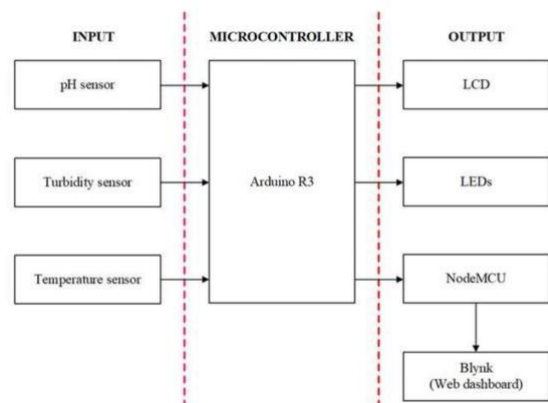 INPUT
MICROCONTROLLER
OUTPUT
pH sensor
Arduino R3
LCD
Turbidity sensor
LEDs
Temperature sensor
NodeMCU
Blynk
(Web dashboard)